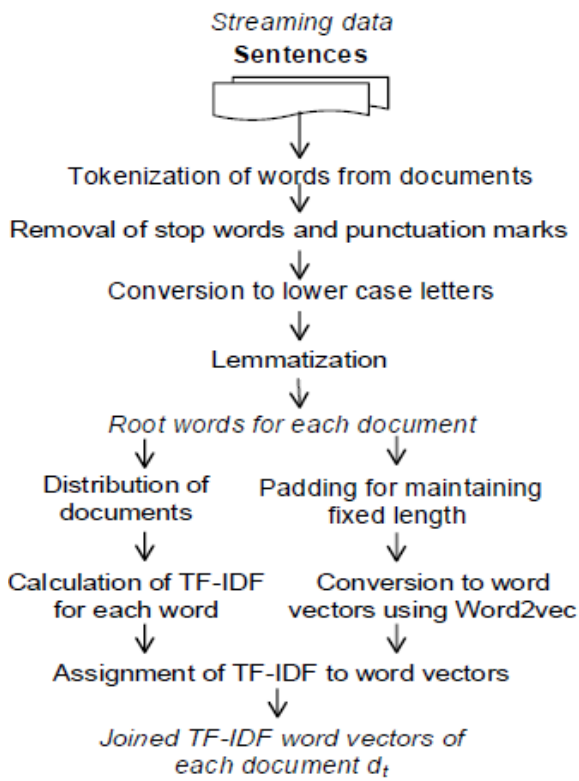 Streaming data
Sentences
Tokenization of words from documents
Removal of stop words and punctuation marks
Conversion to lower case letters
Lemmatization
Root words for each document
Distribution of
documents
Padding for maintaining
fixed length
Calculation of TF-IDF
for each word
Conversion to word
vectors using Word2vec
Assignment of TF-IDF to word vectors
Joined TF-IDF word vectors of
each document dt